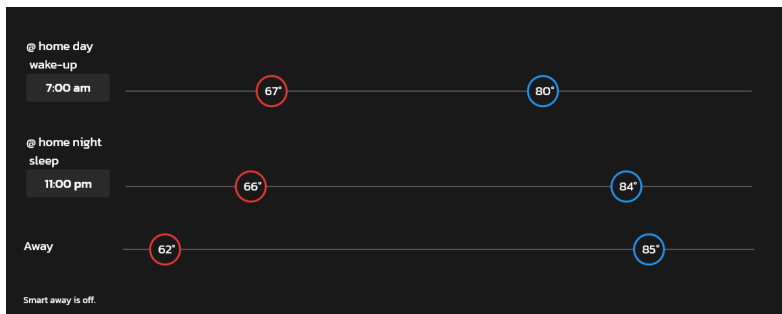 @ home day
wake-up
7:00 am
67°
80°
@ home night
sleep
11:00 pm
66°
84°
Away
62°
85°
Smart away is off.